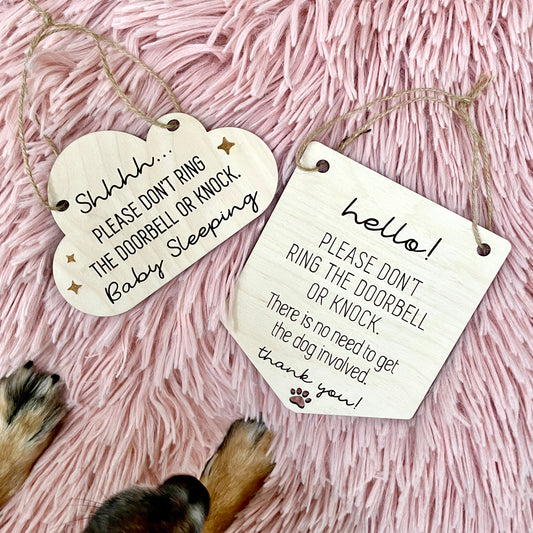 Shhhh...
PLEASE DON'T RING
THE DOORBELL OR KNOCK.
Baby Sleeping
hello!
PLEASE DON'T
RING THE DOORBELL
OR KNOCK.
There is no need to get
the dog involved.
thank you!